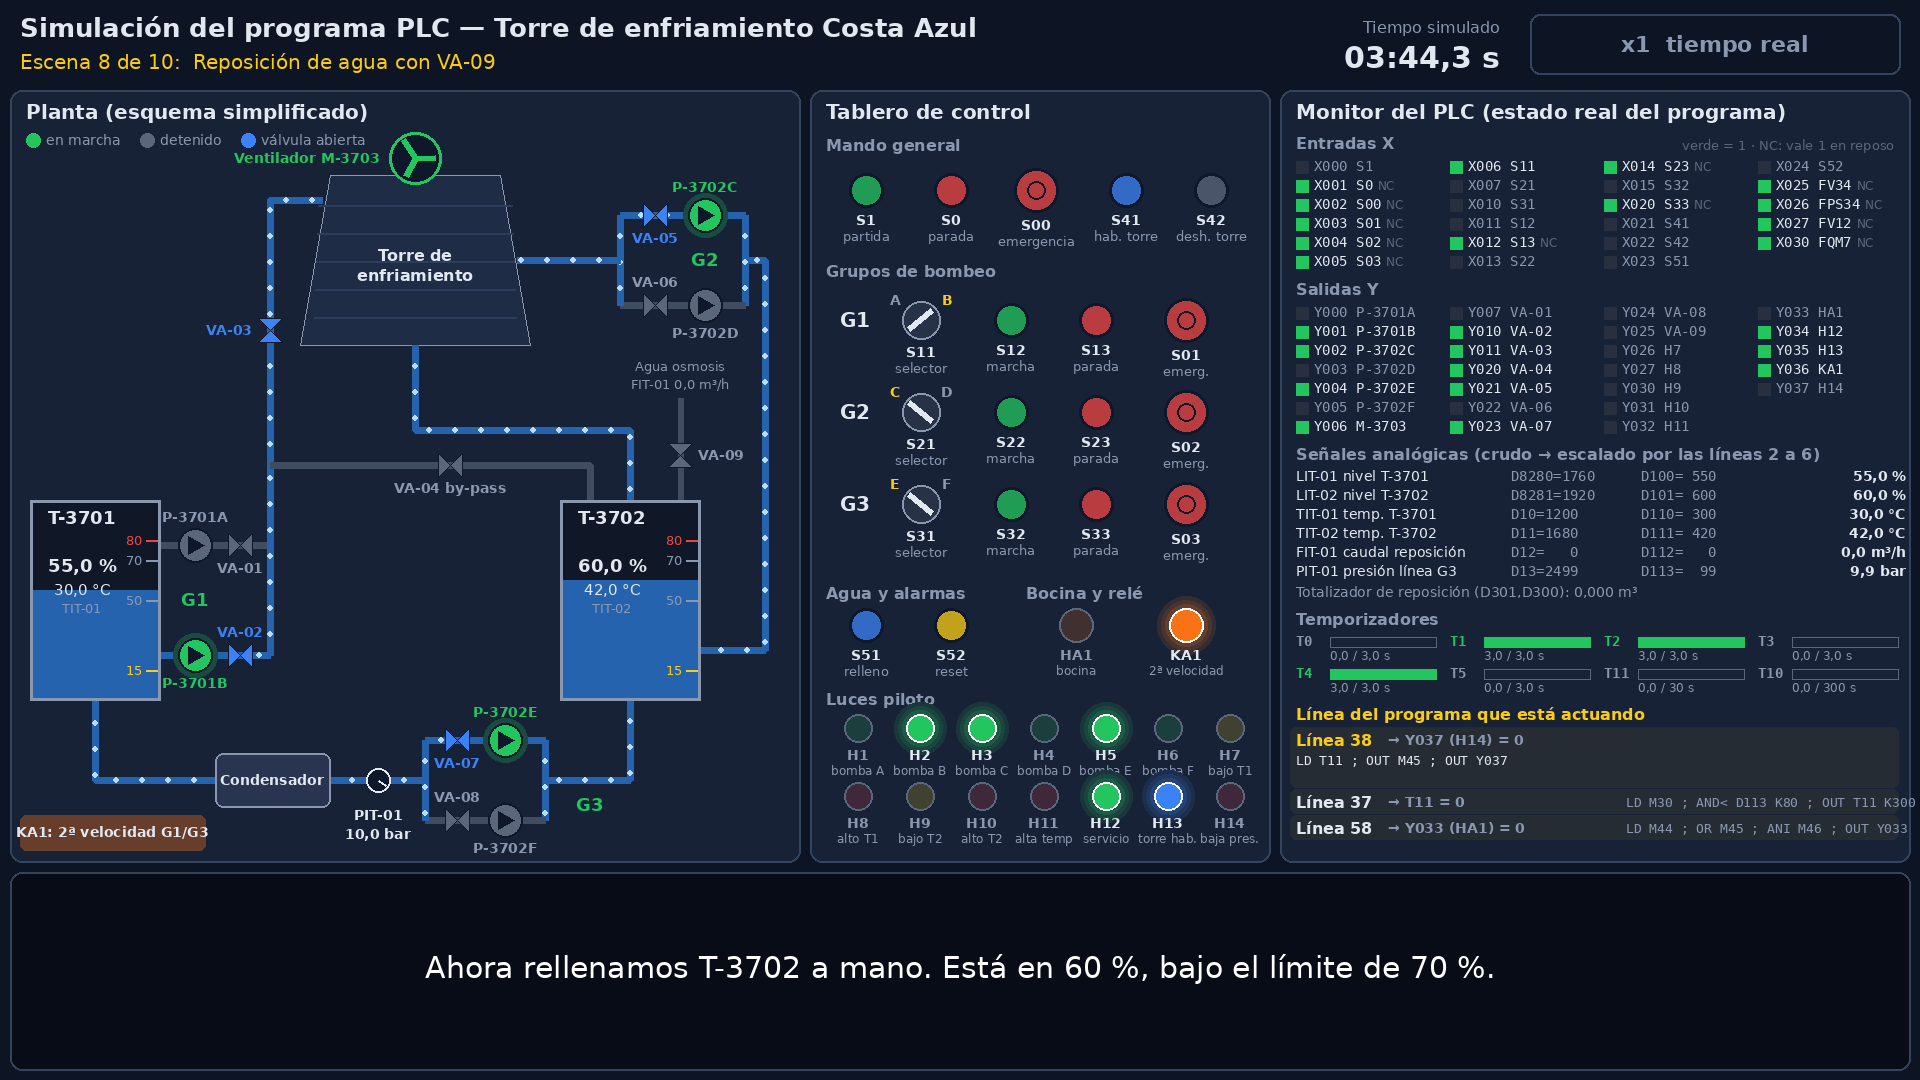 Simulación del programa PLC — Torre de enfriamiento Costa Azul
Escena 8 de 10:  Reposición de agua con VA-09
Tiempo simulado
03:44,3 s
x1  tiempo real
Planta (esquema simplificado)
en marcha
detenido
válvula abierta
Ventilador M-3703
Torre de
enfriamiento
P-3702C
VA-05
G2
VA-06
P-3702D
VA-03
Agua osmosis
FIT-01 0,0 m³/h
VA-09
VA-04 by-pass
T-3701
80
70
55,0 %
30,0 °C
TIT-01
50
15
P-3701A
VA-01
G1
VA-02
P-3701B
T-3702
80
70
60,0 %
42,0 °C
TIT-02
50
15
P-3702E
VA-07
VA-08
P-3702F
G3
Condensador
PIT-01
10,0 bar
KA1: 2ª velocidad G1/G3
Tablero de control
Mando general
S1
partida
S0
parada
S00
emergencia
S41
hab. torre
S42
desh. torre
Grupos de bombeo
G1
A
B
S11
selector
S12
marcha
S13
parada
S01
emerg.
G2
C
D
S21
selector
S22
marcha
S23
parada
S02
emerg.
G3
E
F
S31
selector
S32
marcha
S33
parada
S03
emerg.
Agua y alarmas
Bocina y relé
S51
relleno
S52
reset
HA1
bocina
KA1
2ª velocidad
Luces piloto
H1
bomba A
H2
bomba B
H3
bomba C
H4
bomba D
H5
bomba E
H6
bomba F
H7
bajo T1
H8
alto T1
H9
bajo T2
H10
alto T2
H11
alta temp
H12
servicio
H13
torre hab.
H14
baja pres.
Monitor del PLC (estado real del programa)
Entradas X
verde = 1 · NC: vale 1 en reposo
X000 S1
X006 S11
X014 S23 NC
X024 S52
X001 S0 NC
X007 S21
X015 S32
X025 FV34 NC
X002 S00 NC
X010 S31
X020 S33 NC
X026 FPS34 NC
X003 S01 NC
X011 S12
X021 S41
X027 FV12 NC
X004 S02 NC
X012 S13 NC
X022 S42
X030 FQM7 NC
X005 S03 NC
X013 S22
X023 S51
Salidas Y
Y000 P-3701A
Y007 VA-01
Y024 VA-08
Y033 HA1
Y001 P-3701B
Y010 VA-02
Y025 VA-09
Y034 H12
Y002 P-3702C
Y011 VA-03
Y026 H7
Y035 H13
Y003 P-3702D
Y020 VA-04
Y027 H8
Y036 KA1
Y004 P-3702E
Y021 VA-05
Y030 H9
Y037 H14
Y005 P-3702F
Y022 VA-06
Y031 H10
Y006 M-3703
Y023 VA-07
Y032 H11
Señales analógicas (crudo → escalado por las líneas 2 a 6)
LIT-01 nivel T-3701 D8280=1760 D100= 550 55,0 %
LIT-02 nivel T-3702 D8281=1920 D101= 600 60,0 %
TIT-01 temp. T-3701 D10=1200 D110= 300 30,0 °C
TIT-02 temp. T-3702 D11=1680 D111= 420 42,0 °C
FIT-01 caudal reposición D12=   0 D112=   0 0,0 m³/h
PIT-01 presión línea G3 D13=2499 D113=  99 9,9 bar
Totalizador de reposición (D301,D300): 0,000 m³
Temporizadores
T0
0,0 / 3,0 s
T1
3,0 / 3,0 s
T2
3,0 / 3,0 s
T3
0,0 / 3,0 s
T4
3,0 / 3,0 s
T5
0,0 / 3,0 s
T11
0,0 / 30 s
T10
0,0 / 300 s
Línea del programa que está actuando
Línea 38 → Y037 (H14) = 0
LD T11 ; OUT M45 ; OUT Y037
Línea 37 → T11 = 0 LD M30 ; AND< D113 K80 ; OUT T11 K300
Línea 58 → Y033 (HA1) = 0 LD M44 ; OR M45 ; ANI M46 ; OUT Y033
Ahora rellenamos T-3702 a mano. Está en 60 %, bajo el límite de 70 %.